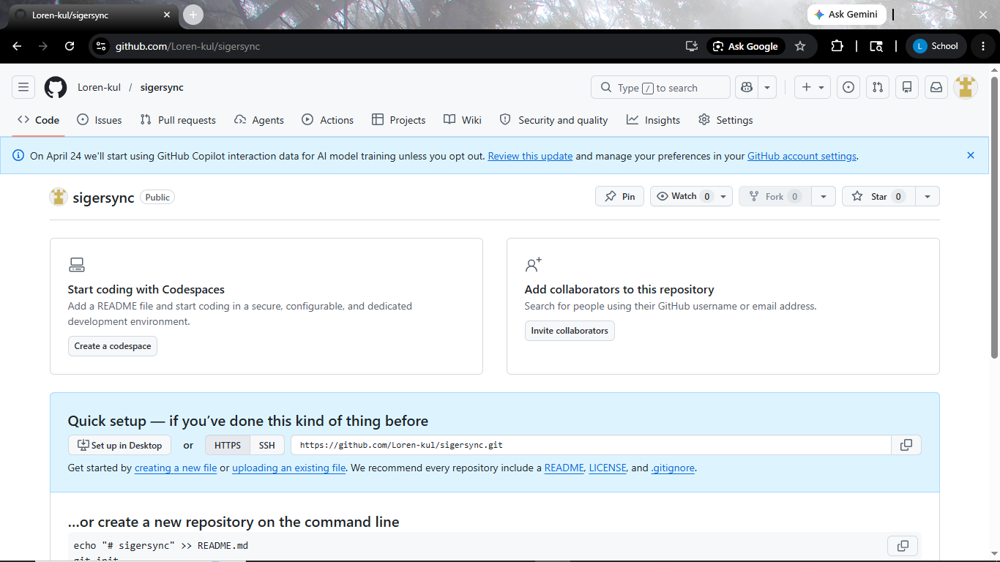 Loren-kul/sigersync
Ask Gemini
github.com/Loren-kul/sigersync
Ask Google
L School
Loren-kul / sigersync
Type / to search
Code Issues Pull requests Agents Actions Projects Wiki Security and quality Insights Settings
On April 24 we'll start using GitHub Copilot interaction data for AI model training unless you opt out. Review this update and manage your preferences in your GitHub account settings.
sigersync Public
Pin Watch 0 Fork 0 Star 0
Start coding with Codespaces
Add a README file and start coding in a secure, configurable, and dedicated
development environment.
Create a codespace
Add collaborators to this repository
Search for people using their GitHub username or email address.
Invite collaborators
Quick setup — if you've done this kind of thing before
Set up in Desktop or HTTPS SSH https://github.com/Loren-kul/sigersync.git
Get started by creating a new file or uploading an existing file. We recommend every repository include a README, LICENSE, and .gitignore.
…or create a new repository on the command line
echo "# sigersync" >> README.md
git init